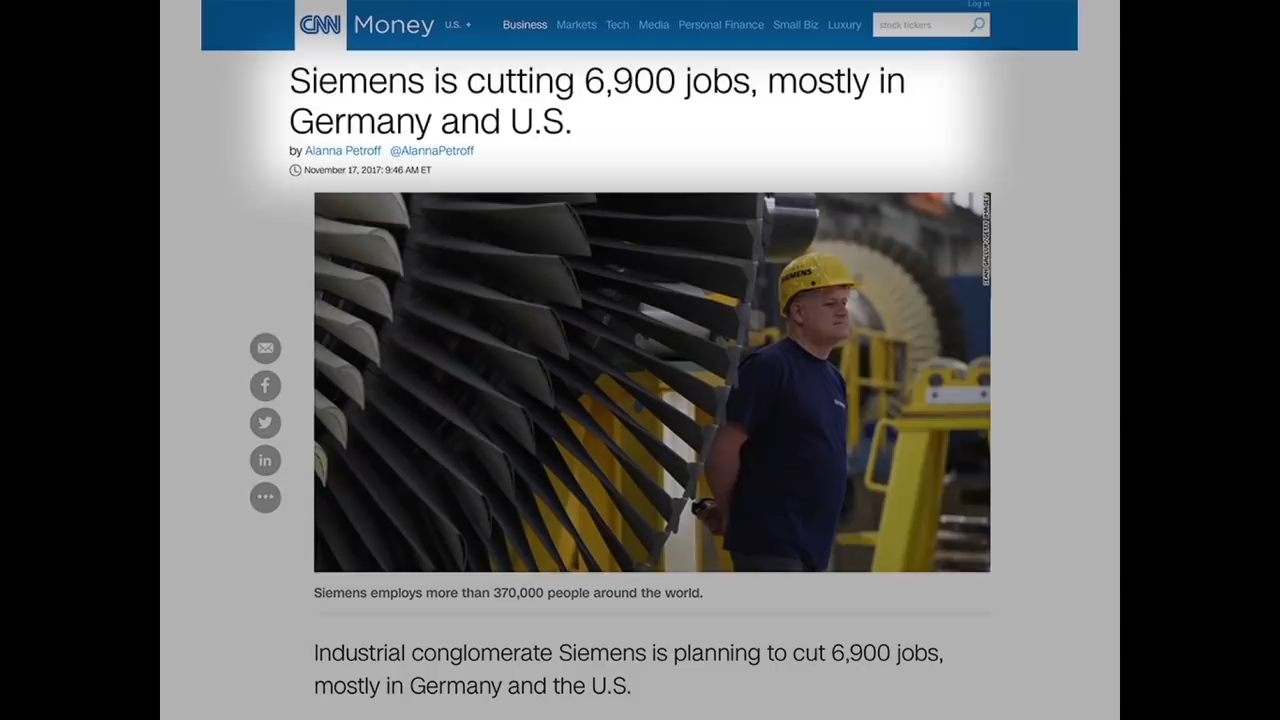 Log in
CNN Money U.S. + Business Markets Tech Media Personal Finance Small Biz Luxury stock tickers
Siemens is cutting 6,900 jobs, mostly in
Germany and U.S.
by Alanna Petroff @AlannaPetroff
November 17, 2017: 9:46 AM ET
SIEMENS
Siemens employs more than 370,000 people around the world.
Industrial conglomerate Siemens is planning to cut 6,900 jobs,
mostly in Germany and the U.S.